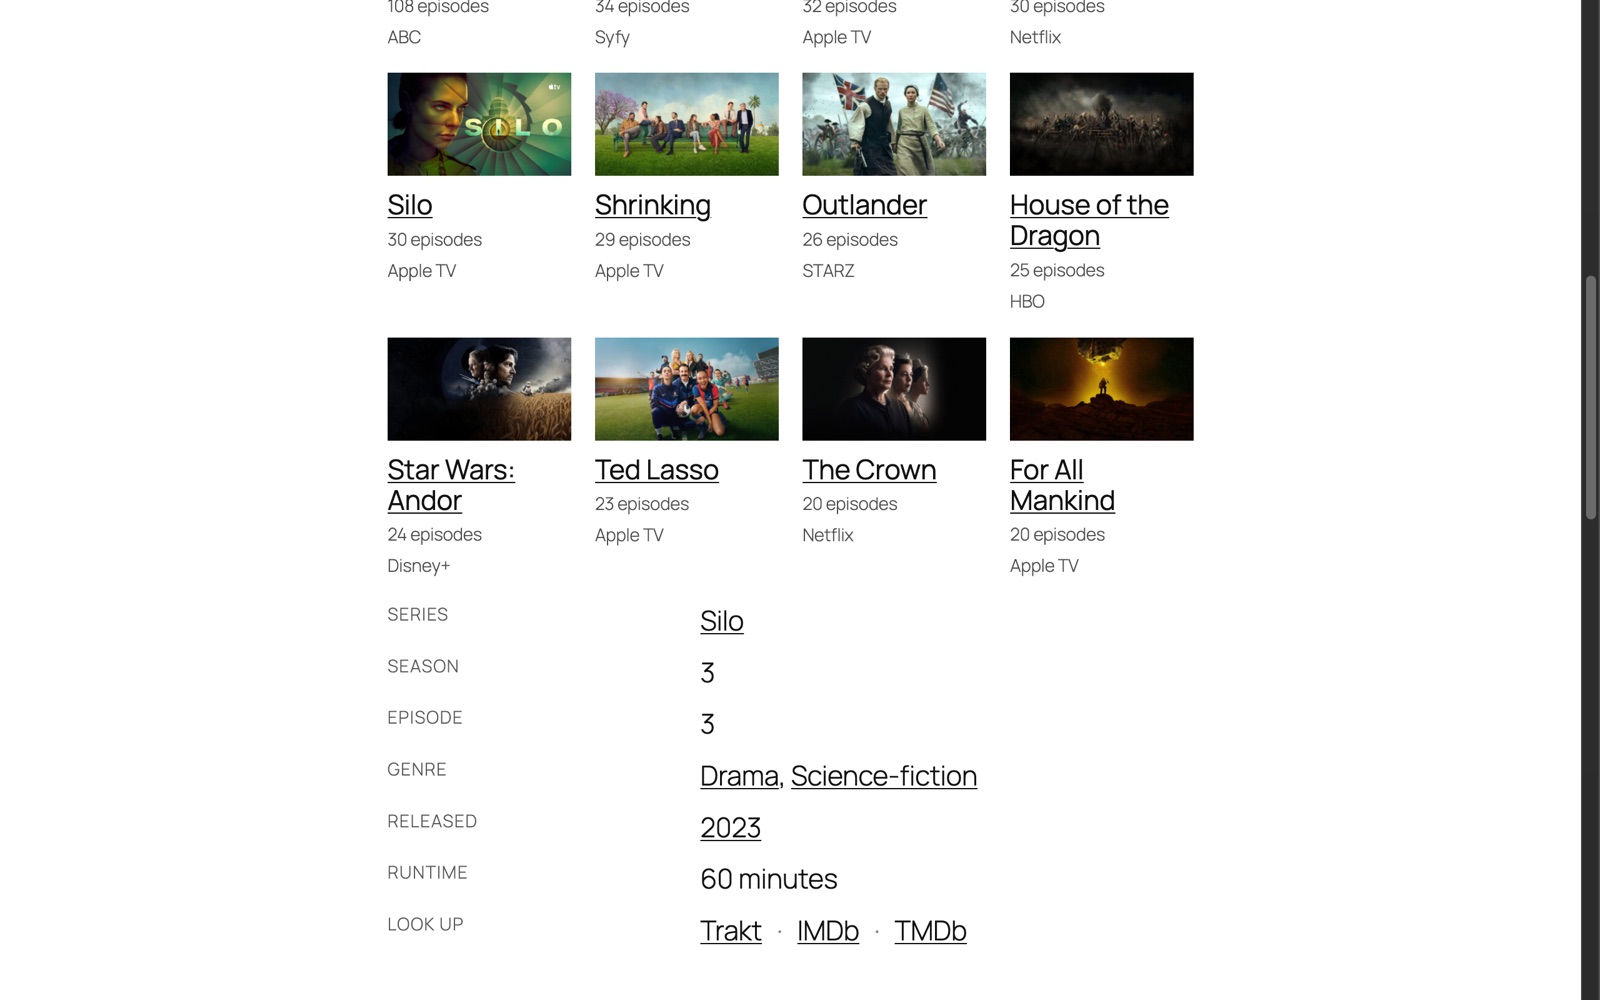 108 episodes
34 episodes
32 episodes
30 episodes
ABC
Syfy
Apple TV
Netflix
tv
SILO
Silo
30 episodes
Apple TV
Shrinking
29 episodes
Apple TV
Outlander
26 episodes
STARZ
House of the
Dragon
25 episodes
HBO
Star Wars:
Andor
24 episodes
Disney+
Ted Lasso
23 episodes
Apple TV
The Crown
20 episodes
Netflix
For All
Mankind
20 episodes
Apple TV
SERIES
Silo
SEASON
3
EPISODE
3
GENRE
Drama, Science-fiction
RELEASED
2023
RUNTIME
60 minutes
LOOK UP
Trakt · IMDb · TMDb